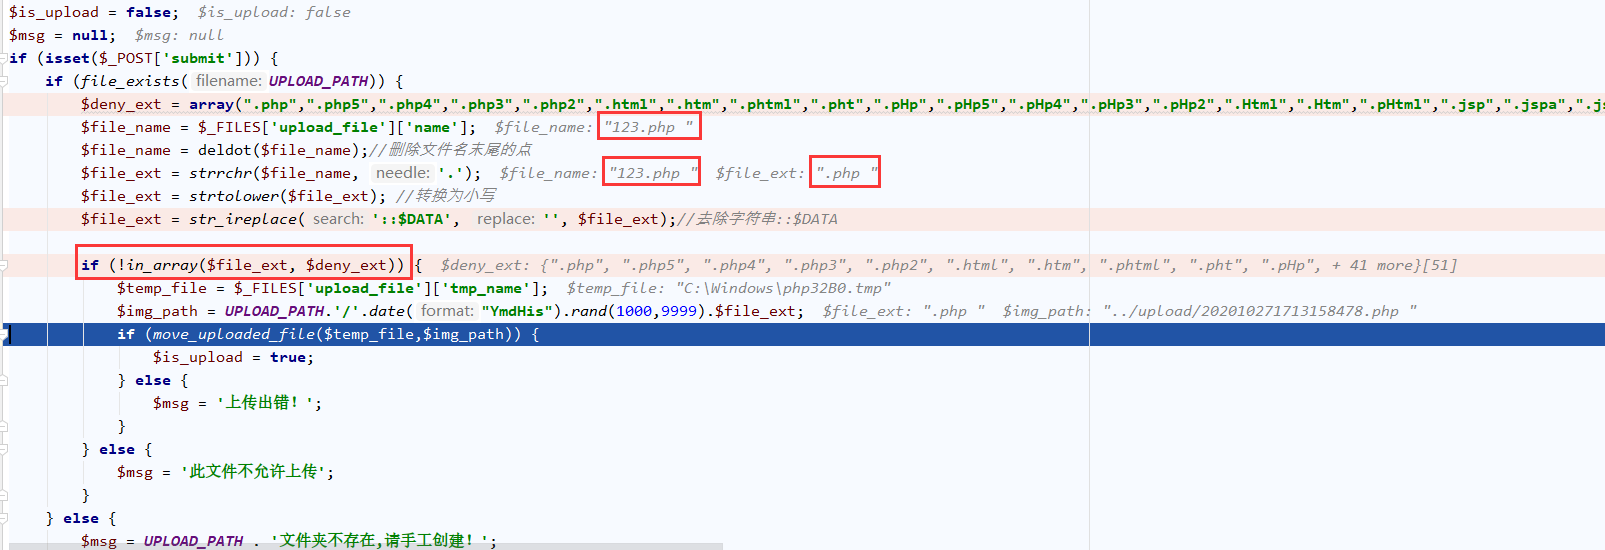 $is_upload = false;  $is_upload: false
$msg = null;  $msg: null
if (isset($_POST['submit'])) {
    if (file_exists( filename: UPLOAD_PATH)) {
        $deny_ext = array(".php",".php5",".php4",".php3",".php2",".html",".htm",".phtml",".pht",".pHp",".pHp5",".pHp4",".pHp3",".pHp2",".Html",".Htm",".pHtml",".jsp",".jspa",".js
        $file_name = $_FILES['upload_file']['name'];  $file_name: "123.php "
        $file_name = deldot($file_name);//删除文件名末尾的点
        $file_ext = strrchr($file_name, needle: '.');  $file_name: "123.php "  $file_ext: ".php "
        $file_ext = strtolower($file_ext); //转换为小写
        $file_ext = str_ireplace( search: '::$DATA', replace: '', $file_ext);//去除字符串::$DATA
        if (!in_array($file_ext, $deny_ext)) {  $deny_ext: {".php", ".php5", ".php4", ".php3", ".php2", ".html", ".htm", ".phtml", ".pht", ".pHp", + 41 more}[51]
            $temp_file = $_FILES['upload_file']['tmp_name'];  $temp_file: "C:\Windows\php32B0.tmp"
            $img_path = UPLOAD_PATH.'/'.date( format: "YmdHis").rand(1000,9999).$file_ext;  $file_ext: ".php "  $img_path: "../upload/202010271713158478.php "
            if (move_uploaded_file($temp_file,$img_path)) {
                $is_upload = true;
            } else {
                $msg = '上传出错！';
            }
        } else {
            $msg = '此文件不允许上传';
        }
    } else {
        $msg = UPLOAD_PATH . '文件夹不存在,请手工创建！';